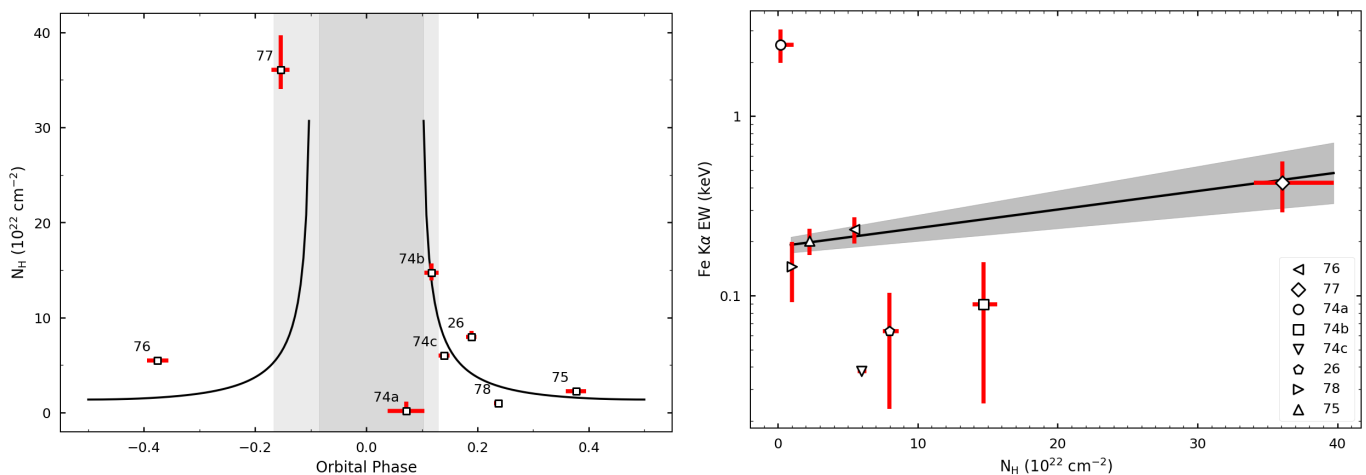 40
30
20
10
0
N_H (10^22 cm^−2)
77
76
74b
26
74c
74a
78
75
−0.4
−0.2
0.0
0.2
0.4
Orbital Phase
1
0.1
Fe Kα EW (keV)
76
77
74a
74b
74c
26
78
75
0
10
20
30
40
N_H (10^22 cm^−2)